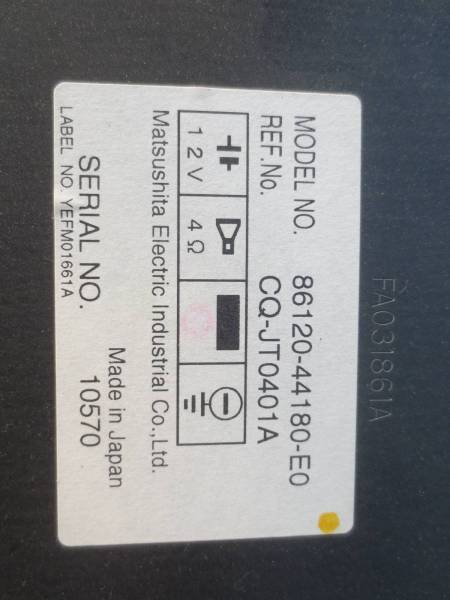 FA031861A
MODEL NO. 86120-44180-E0
REF.No. CQ-JT0401A
12V 4Ω
Matsushita Electric Industrial Co.,Ltd.
Made in Japan
SERIAL NO. 10570
LABEL NO. YEFM01661A